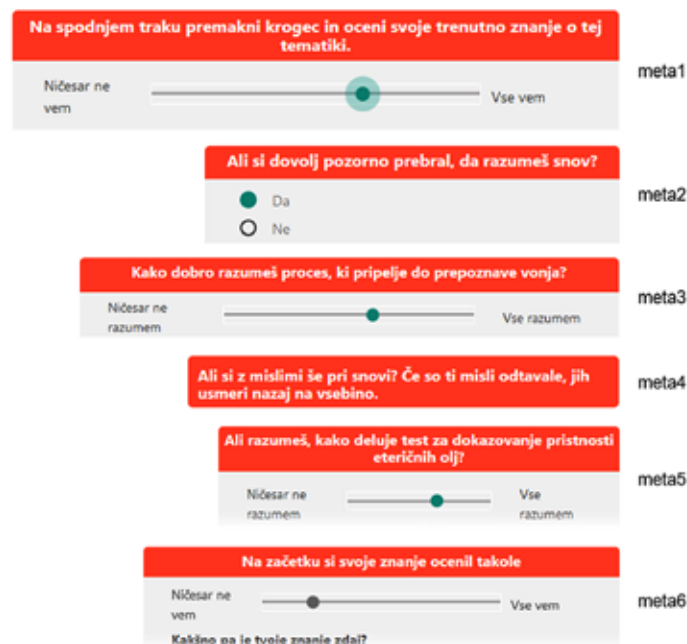 Na spodnjem traku premakni krogec in oceni svoje trenutno znanje o tej
tematiki.
Ničesar ne
vem
Vse vem
meta1
Ali si dovolj pozorno prebral, da razumeš snov?
Da
Ne
meta2
Kako dobro razumeš proces, ki pripelje do prepoznave vonja?
Ničesar ne
razumem
Vse razumem
meta3
Ali si z mislimi še pri snovi? Če so ti misli odtavale, jih
usmeri nazaj na vsebino.
meta4
Ali razumeš, kako deluje test za dokazovanje pristnosti
eteričnih olj?
Ničesar ne
razumem
Vse
razumem
meta5
Na začetku si svoje znanje ocenil takole
Ničesar ne
vem
Vse vem
meta6
Kakšno pa je tvoje znanje zdaj?